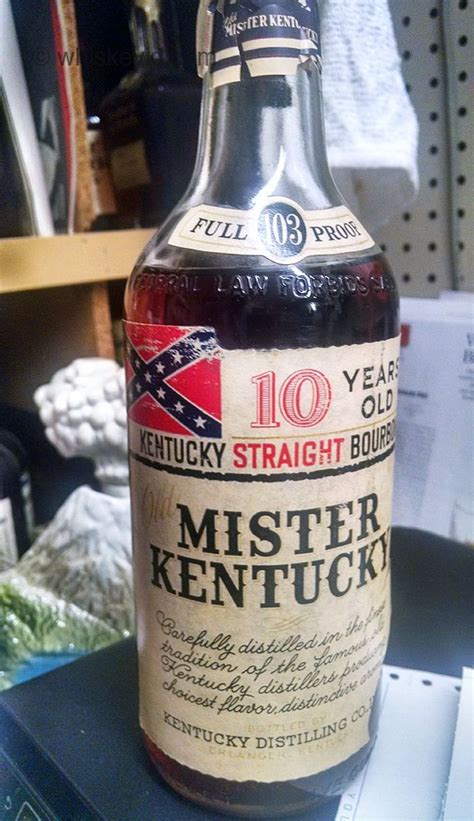 MISTER KENTUCKY
FULL 103 PROOF
FEDERAL LAW FORBIDS
10 YEARS
OLD
KENTUCKY STRAIGHT BOURBO
Old
MISTER
KENTUCKY
Carefully distilled in the finest
tradition of the famous old
Kentucky distillers producing
choicest flavor, distinctive
KENTUCKY DISTILLING CO.
BOTTLED BY
ERLANGER, KENTUCKY